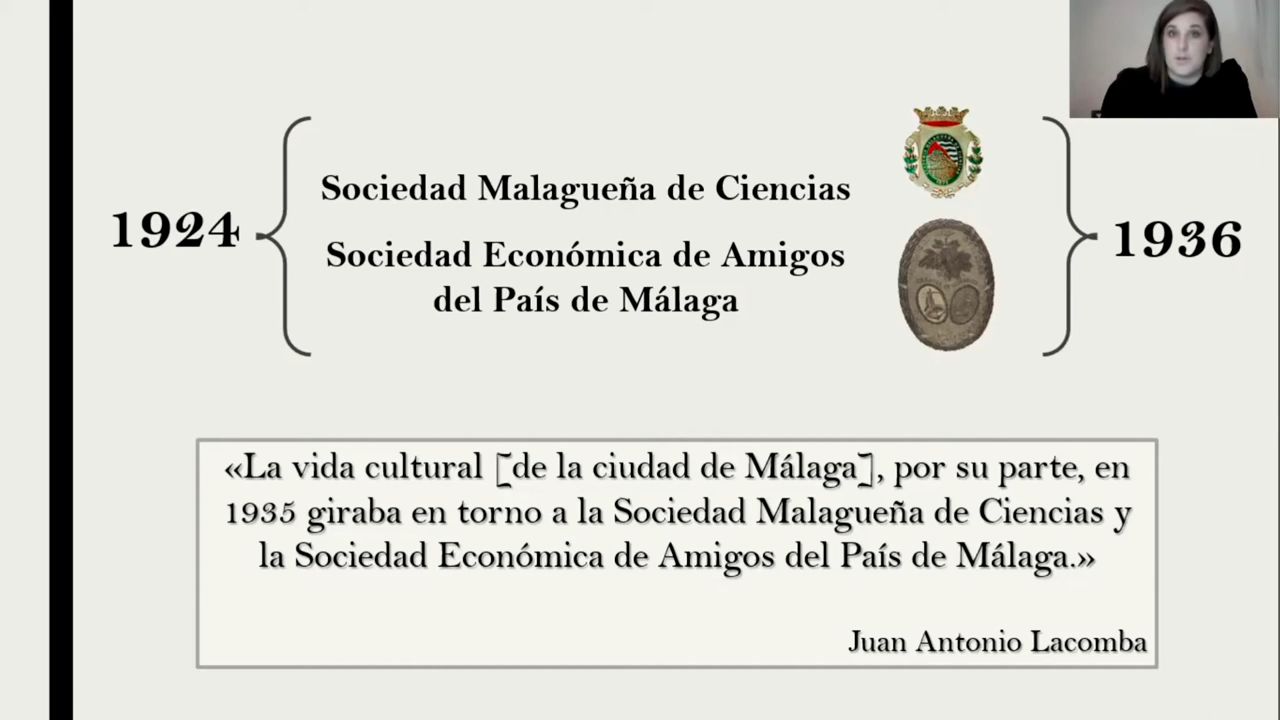 1924
Sociedad Malagueña de Ciencias
Sociedad Económica de Amigos
del País de Málaga
1936
«La vida cultural [de la ciudad de Málaga], por su parte, en
1935 giraba en torno a la Sociedad Malagueña de Ciencias y
la Sociedad Económica de Amigos del País de Málaga.»
Juan Antonio Lacomba